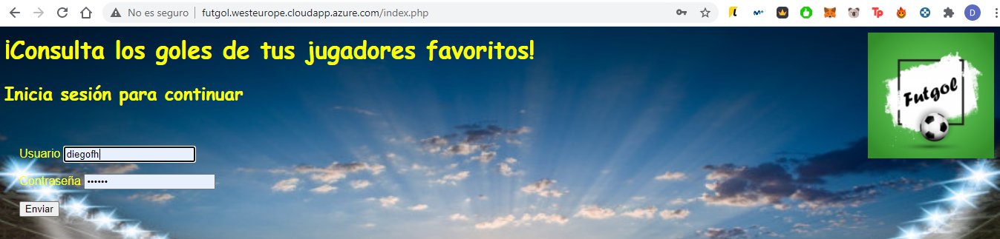 No es seguro | futgol.westeurope.cloudapp.azure.com/index.php
D
¡Consulta los goles de tus jugadores favoritos!
Futgol
Inicia sesión para continuar
Usuario diegofh
Contraseña ••••••
Enviar